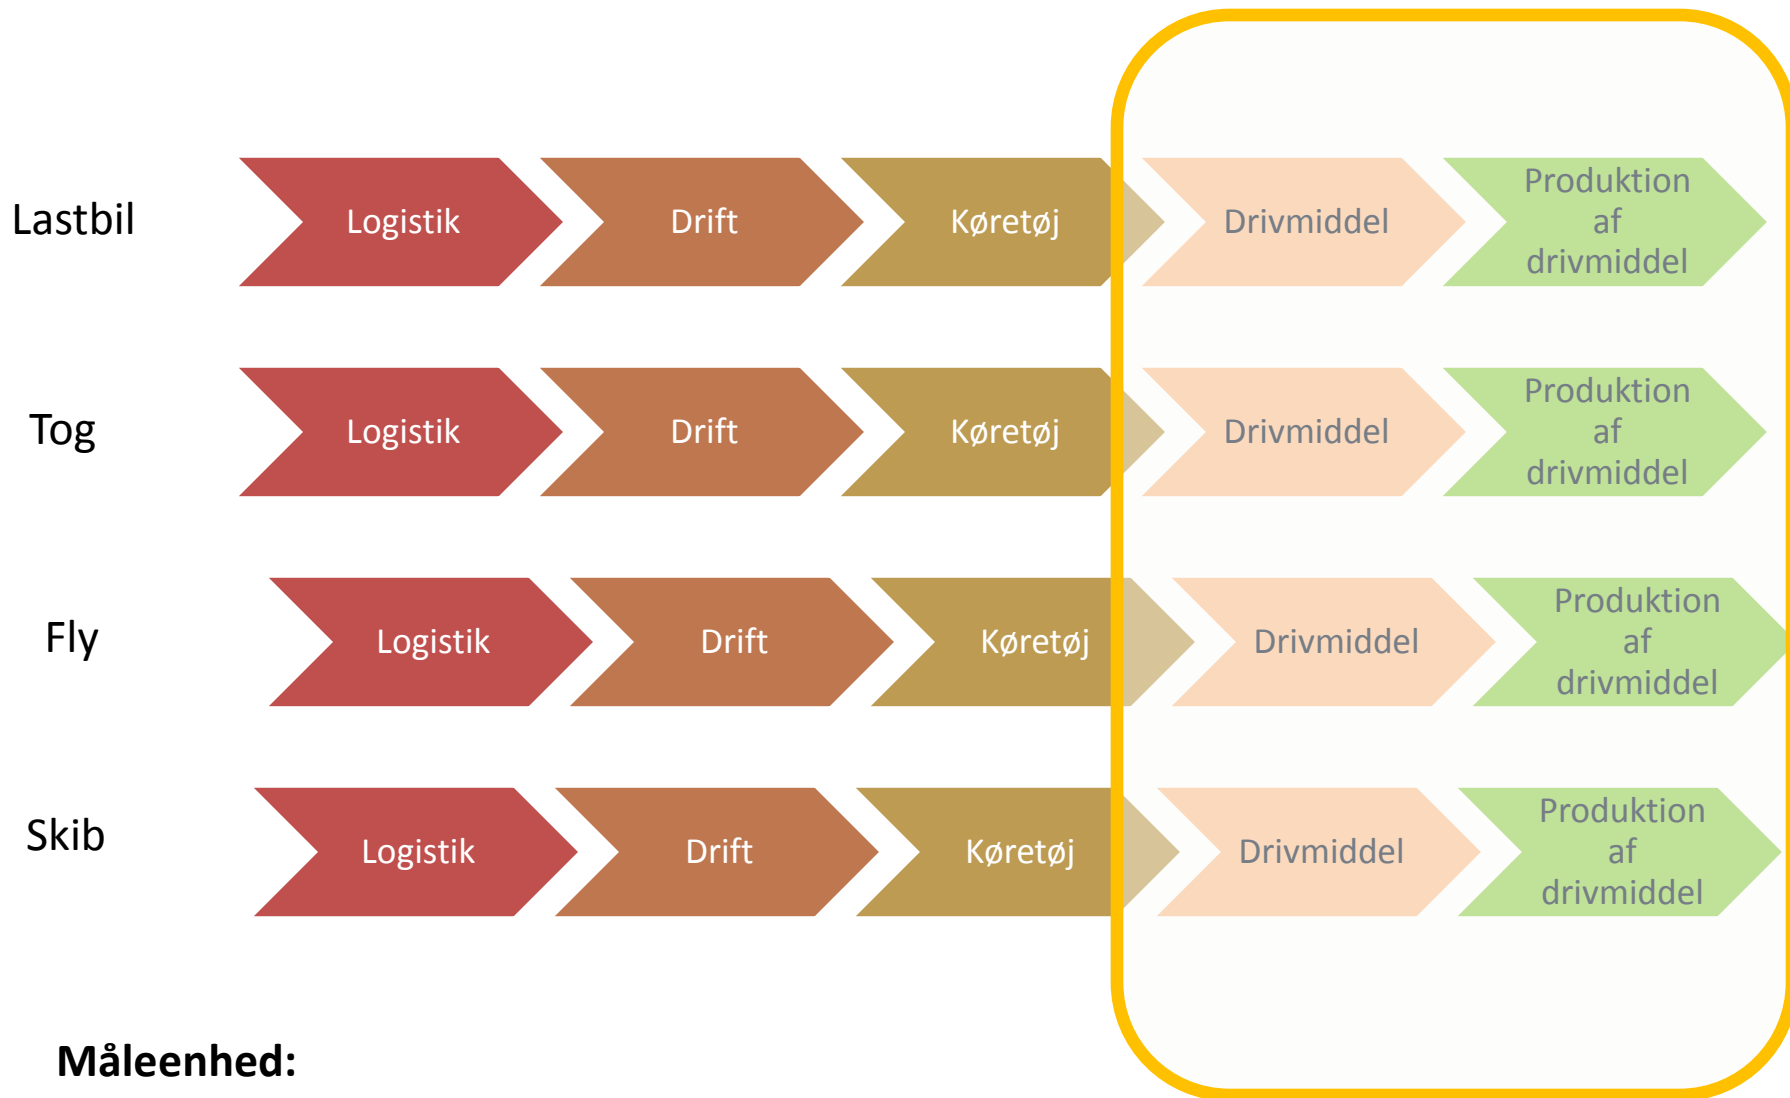 Lastbil
Logistik
Drift
Køretøj
Drivmiddel
Produktion
af
drivmiddel
Tog
Logistik
Drift
Køretøj
Drivmiddel
Produktion
af
drivmiddel
Fly
Logistik
Drift
Køretøj
Drivmiddel
Produktion
af
drivmiddel
Skib
Logistik
Drift
Køretøj
Drivmiddel
Produktion
af
drivmiddel
Måleenhed: